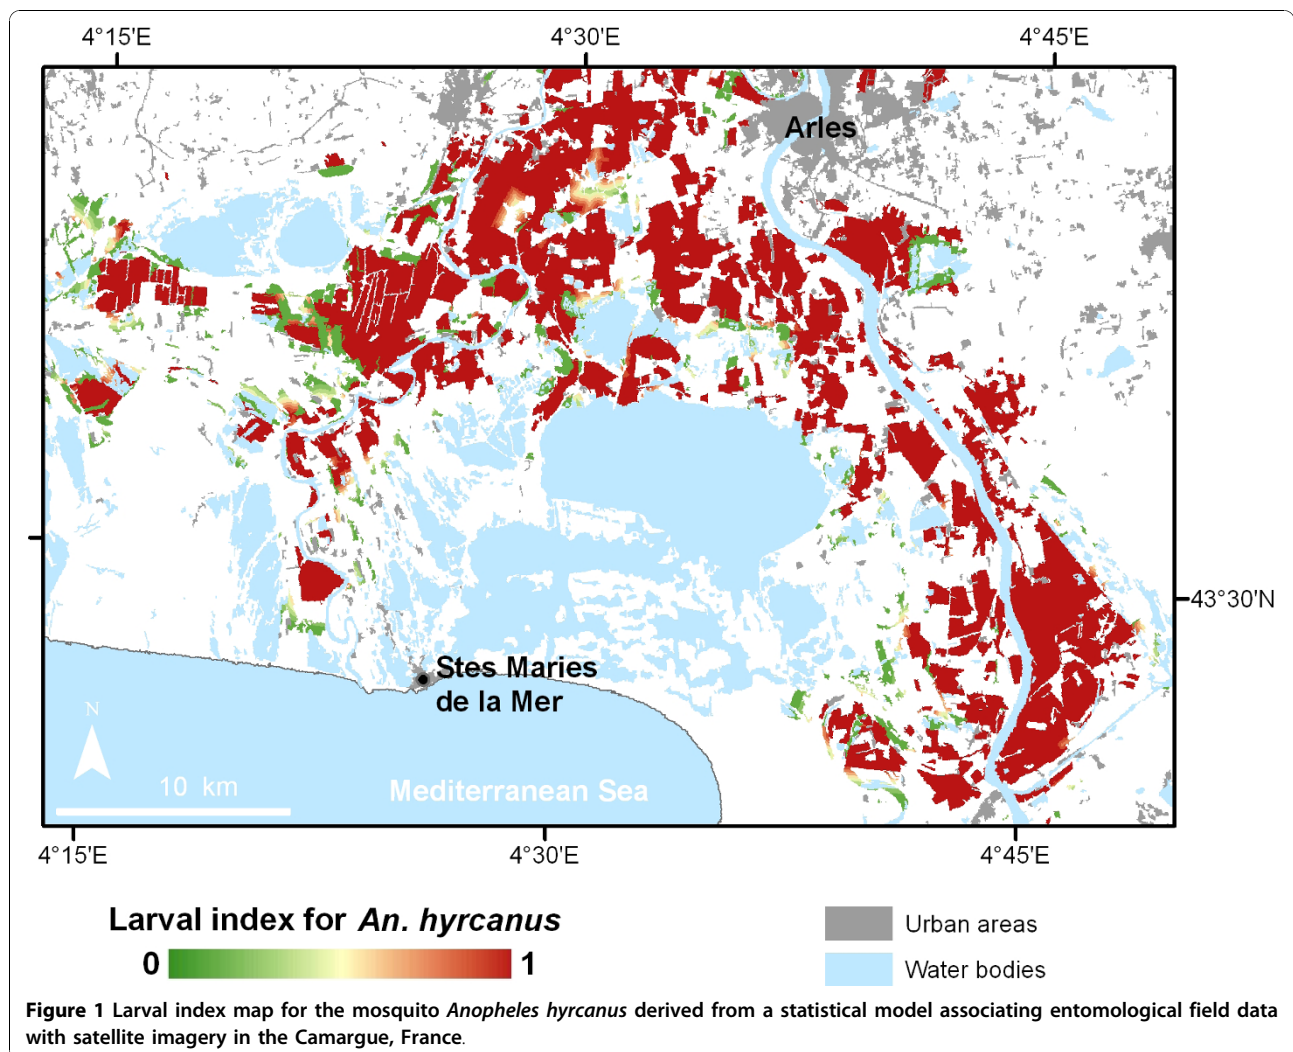 4°15'E 4°30'E 4°45'E
Arles
43°30'N
Stes Maries
de la Mer
N
10 km
Mediterranean Sea
4°15'E 4°30'E 4°45'E
Larval index for An. hyrcanus
0 1
Urban areas
Water bodies
Figure 1 Larval index map for the mosquito Anopheles hyrcanus derived from a statistical model associating entomological field data
with satellite imagery in the Camargue, France.